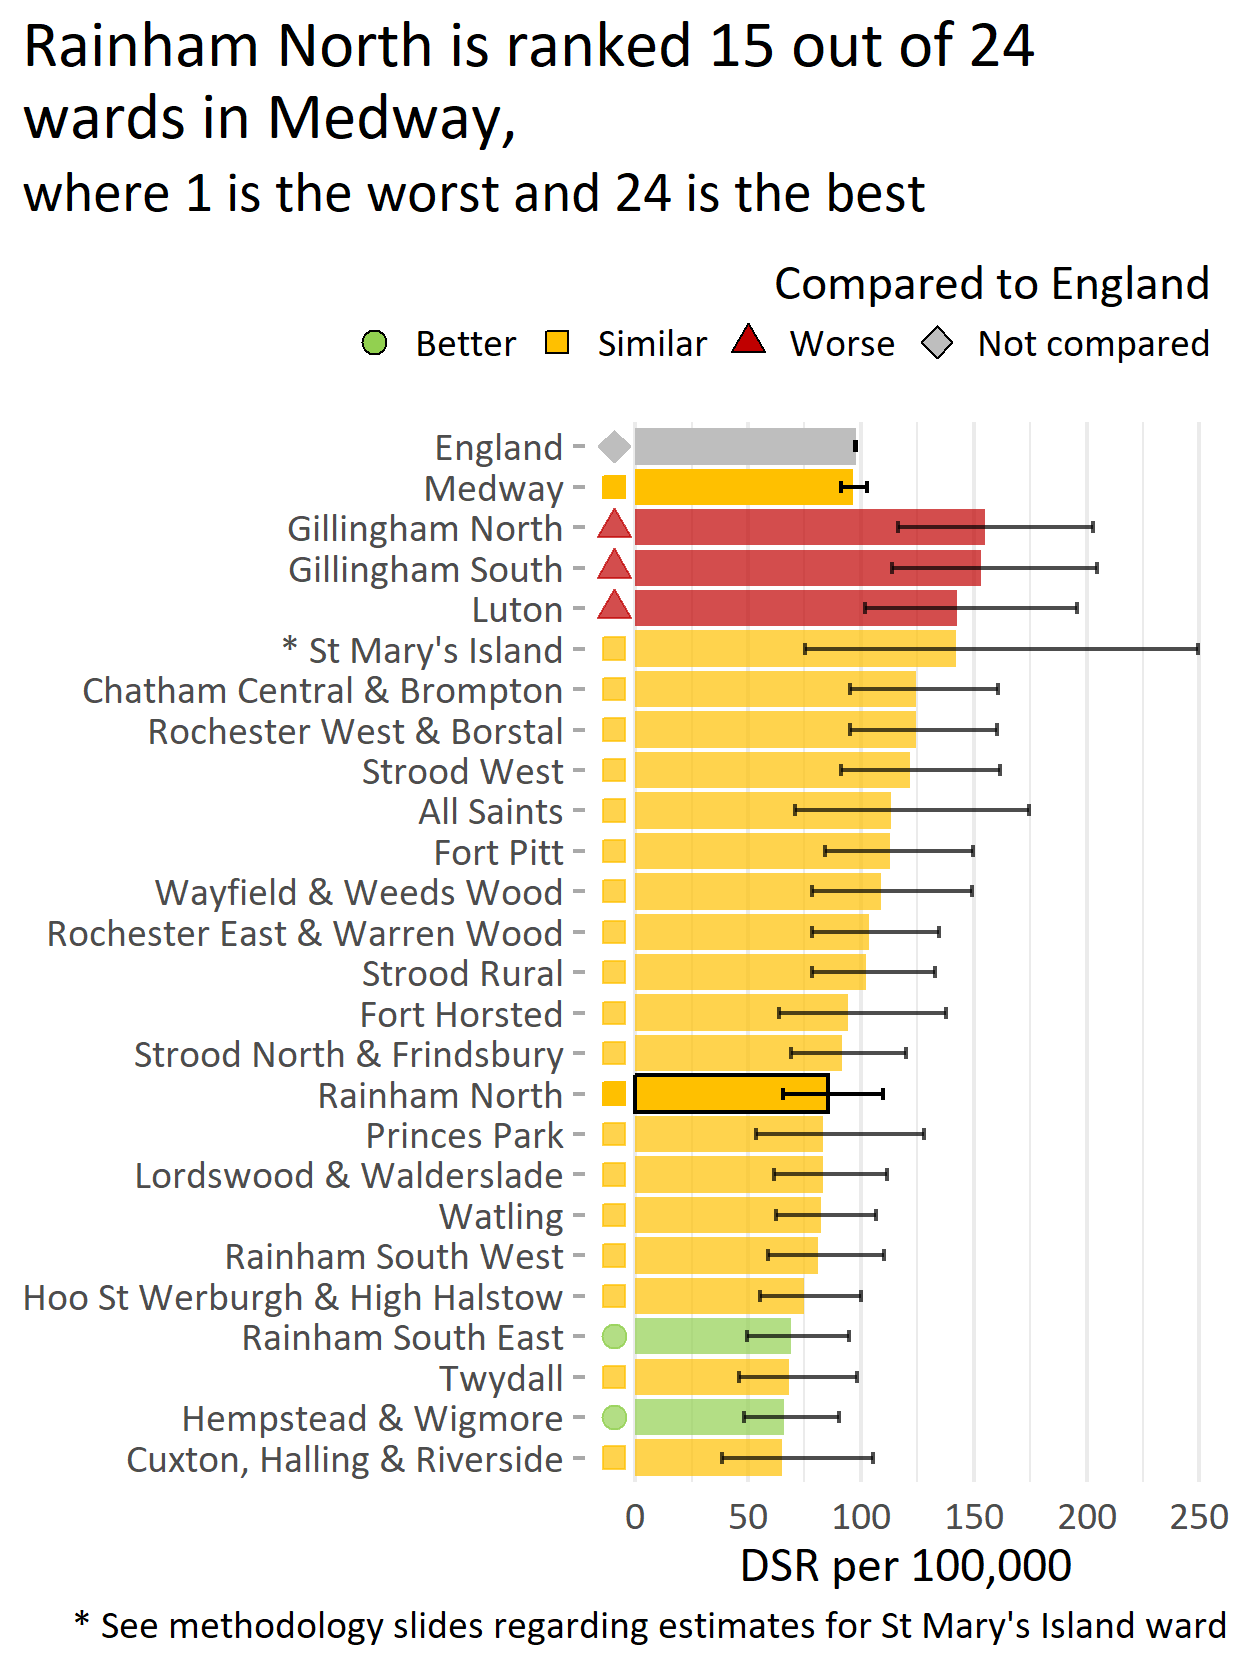 Rainham North is ranked 15 out of 24
wards in Medway,
where 1 is the worst and 24 is the best
Compared to England
Better Similar Worse Not compared
England
Medway
Gillingham North
Gillingham South
Luton
* St Mary's Island
Chatham Central & Brompton
Rochester West & Borstal
Strood West
All Saints
Fort Pitt
Wayfield & Weeds Wood
Rochester East & Warren Wood
Strood Rural
Fort Horsted
Strood North & Frindsbury
Rainham North
Princes Park
Lordswood & Walderslade
Watling
Rainham South West
Hoo St Werburgh & High Halstow
Rainham South East
Twydall
Hempstead & Wigmore
Cuxton, Halling & Riverside
0 50 100 150 200 250
DSR per 100,000
* See methodology slides regarding estimates for St Mary's Island ward